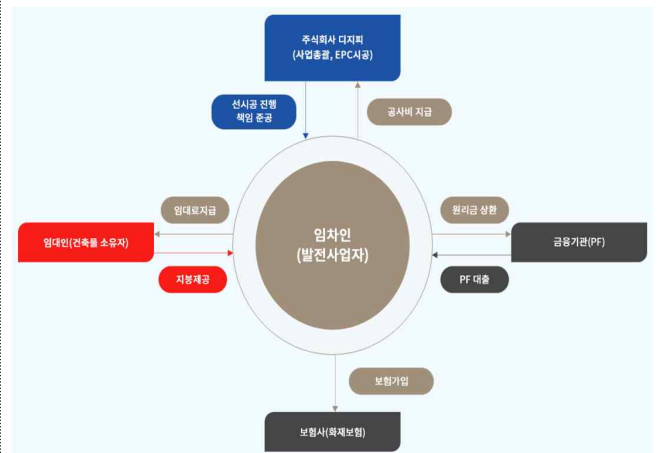 주식회사 디지피
(사업총괄, EPC시공)
선시공 진행
책임 준공
공사비 지급
임대료지급
원리금 상환
임대인(건축물 소유자)
임차인
(발전사업자)
금융기관(PF)
지붕제공
PF 대출
보험가입
보험사(화재보험)